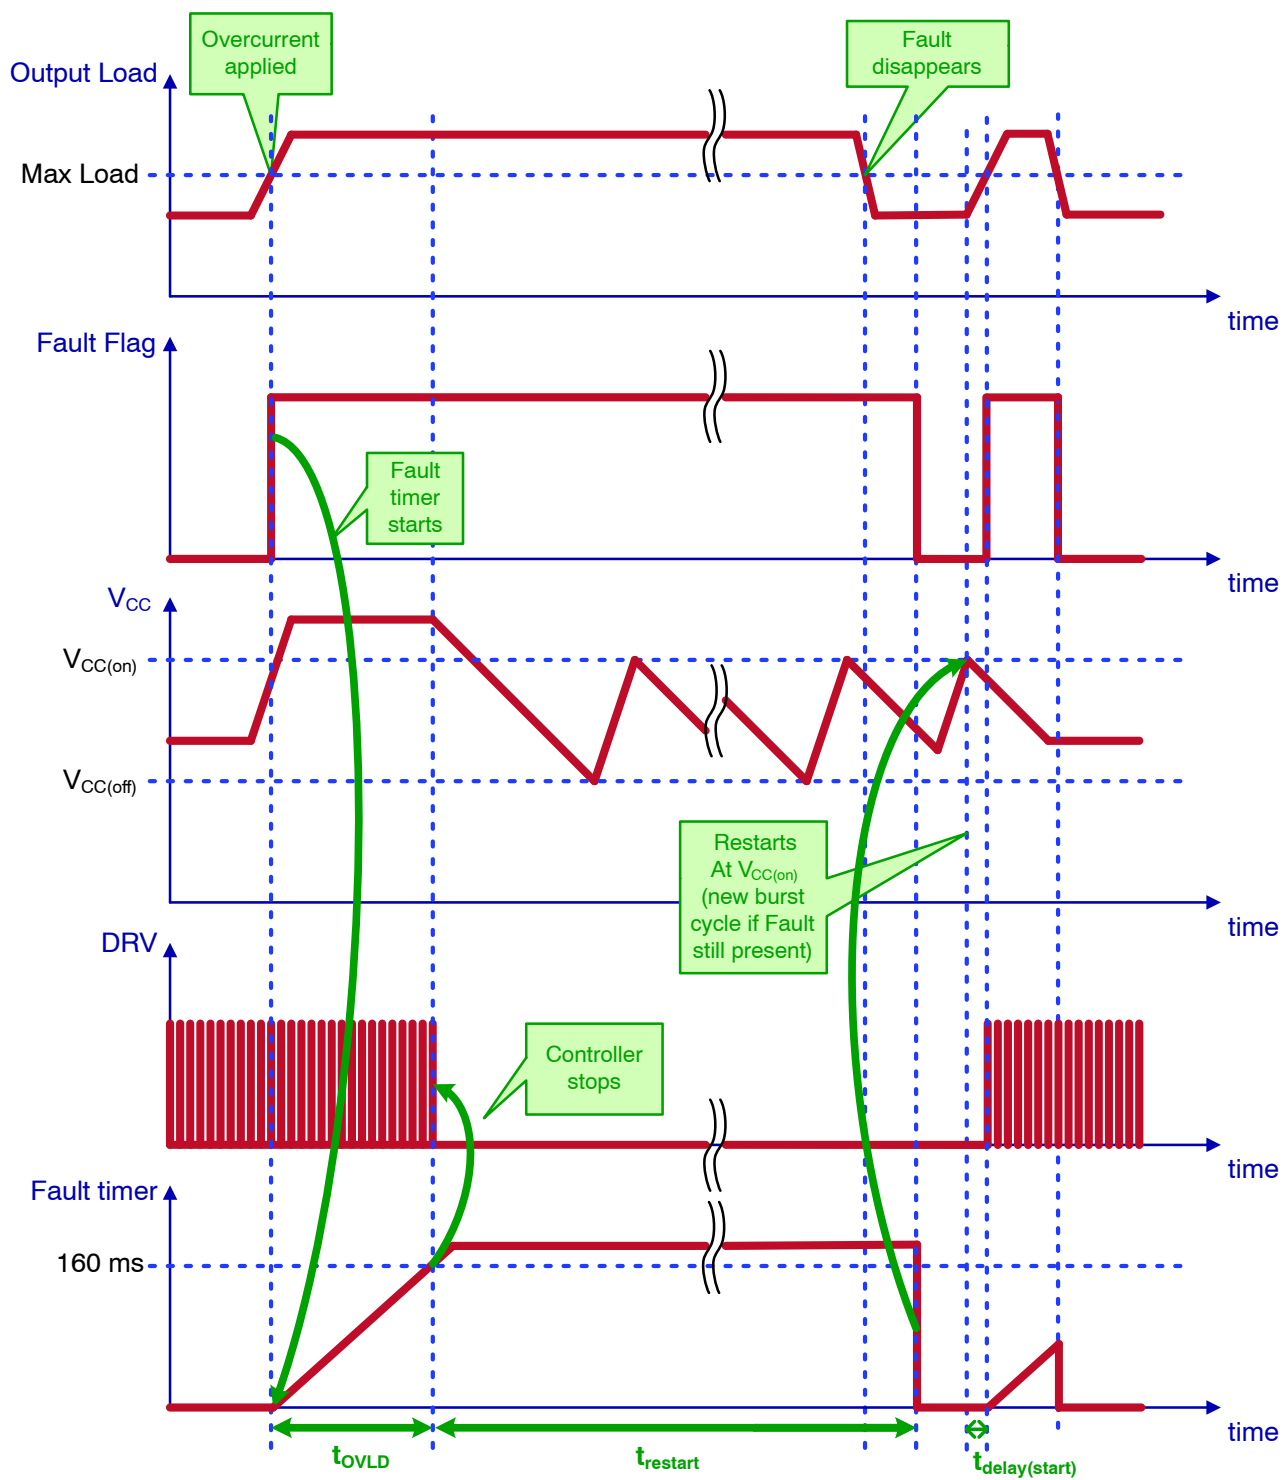 Overcurrent
applied
Fault
disappears
Output Load
Max Load
time
Fault Flag
Fault
timer
starts
time
VCC
VCC(on)
VCC(off)
Restarts
At VCC(on)
(new burst
cycle if Fault
still present)
time
DRV
Controller
stops
time
Fault timer
160 ms
time
tOVLD
trestart
tdelay(start)